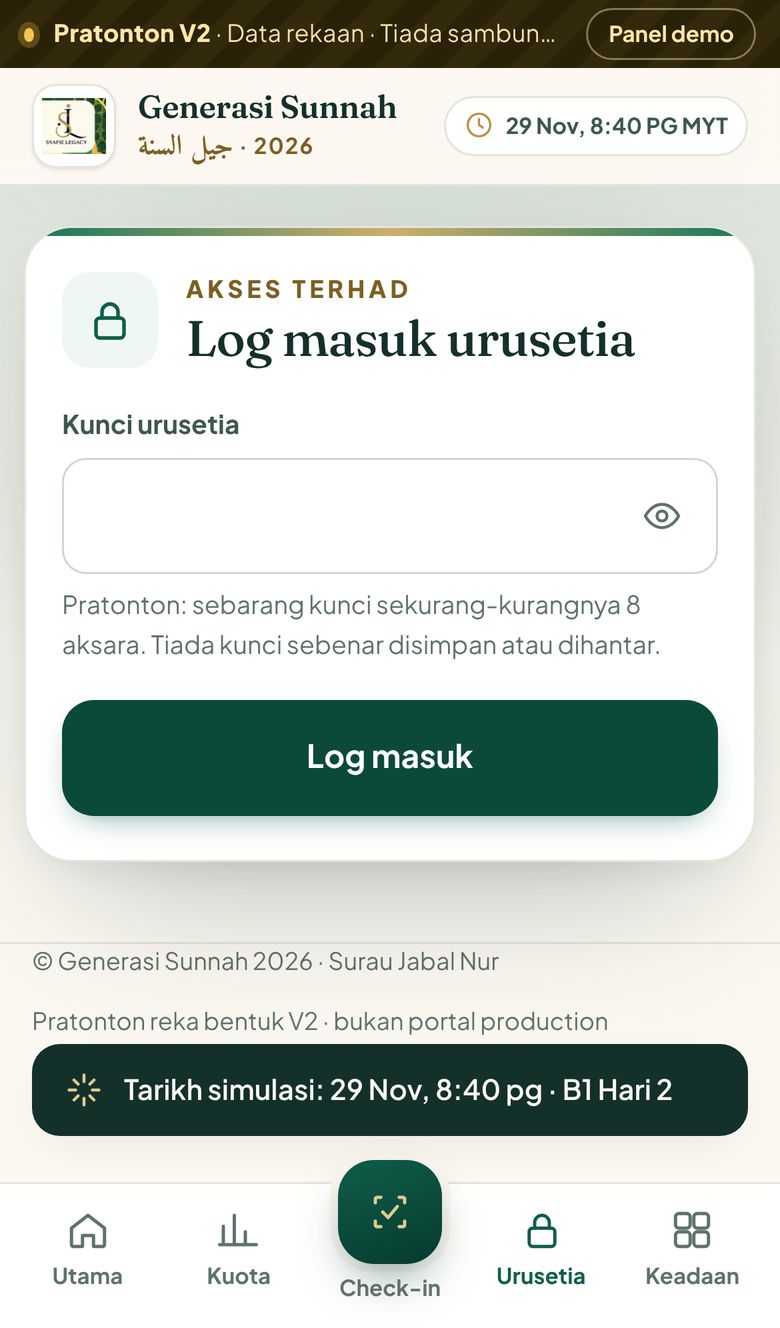 Pratonton V2 · Data rekaan · Tiada sambun...
Panel demo
SYAFIE LEGACY
Generasi Sunnah
جيل السنة · 2026
29 Nov, 8:40 PG MYT
AKSES TERHAD
Log masuk urusetia
Kunci urusetia
Pratonton: sebarang kunci sekurang-kurangnya 8
aksara. Tiada kunci sebenar disimpan atau dihantar.
Log masuk
© Generasi Sunnah 2026 · Surau Jabal Nur
Pratonton reka bentuk V2 · bukan portal production
Tarikh simulasi: 29 Nov, 8:40 pg · B1 Hari 2
Utama
Kuota
Check-in
Urusetia
Keadaan